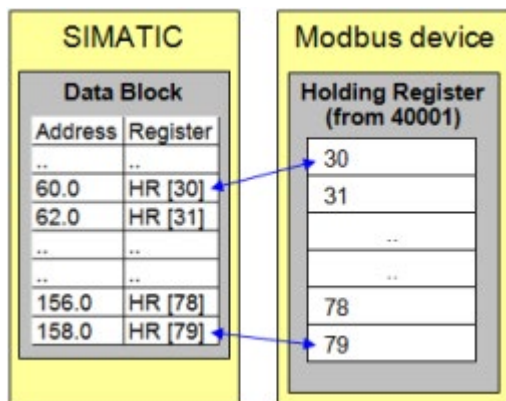 SIMATIC
Data Block
Address Register
.. ..
60.0 HR [30]
62.0 HR [31]
.. ..
.. ..
156.0 HR [78]
158.0 HR [79]
Modbus device
Holding Register
(from 40001)
30
31
..
..
78
79